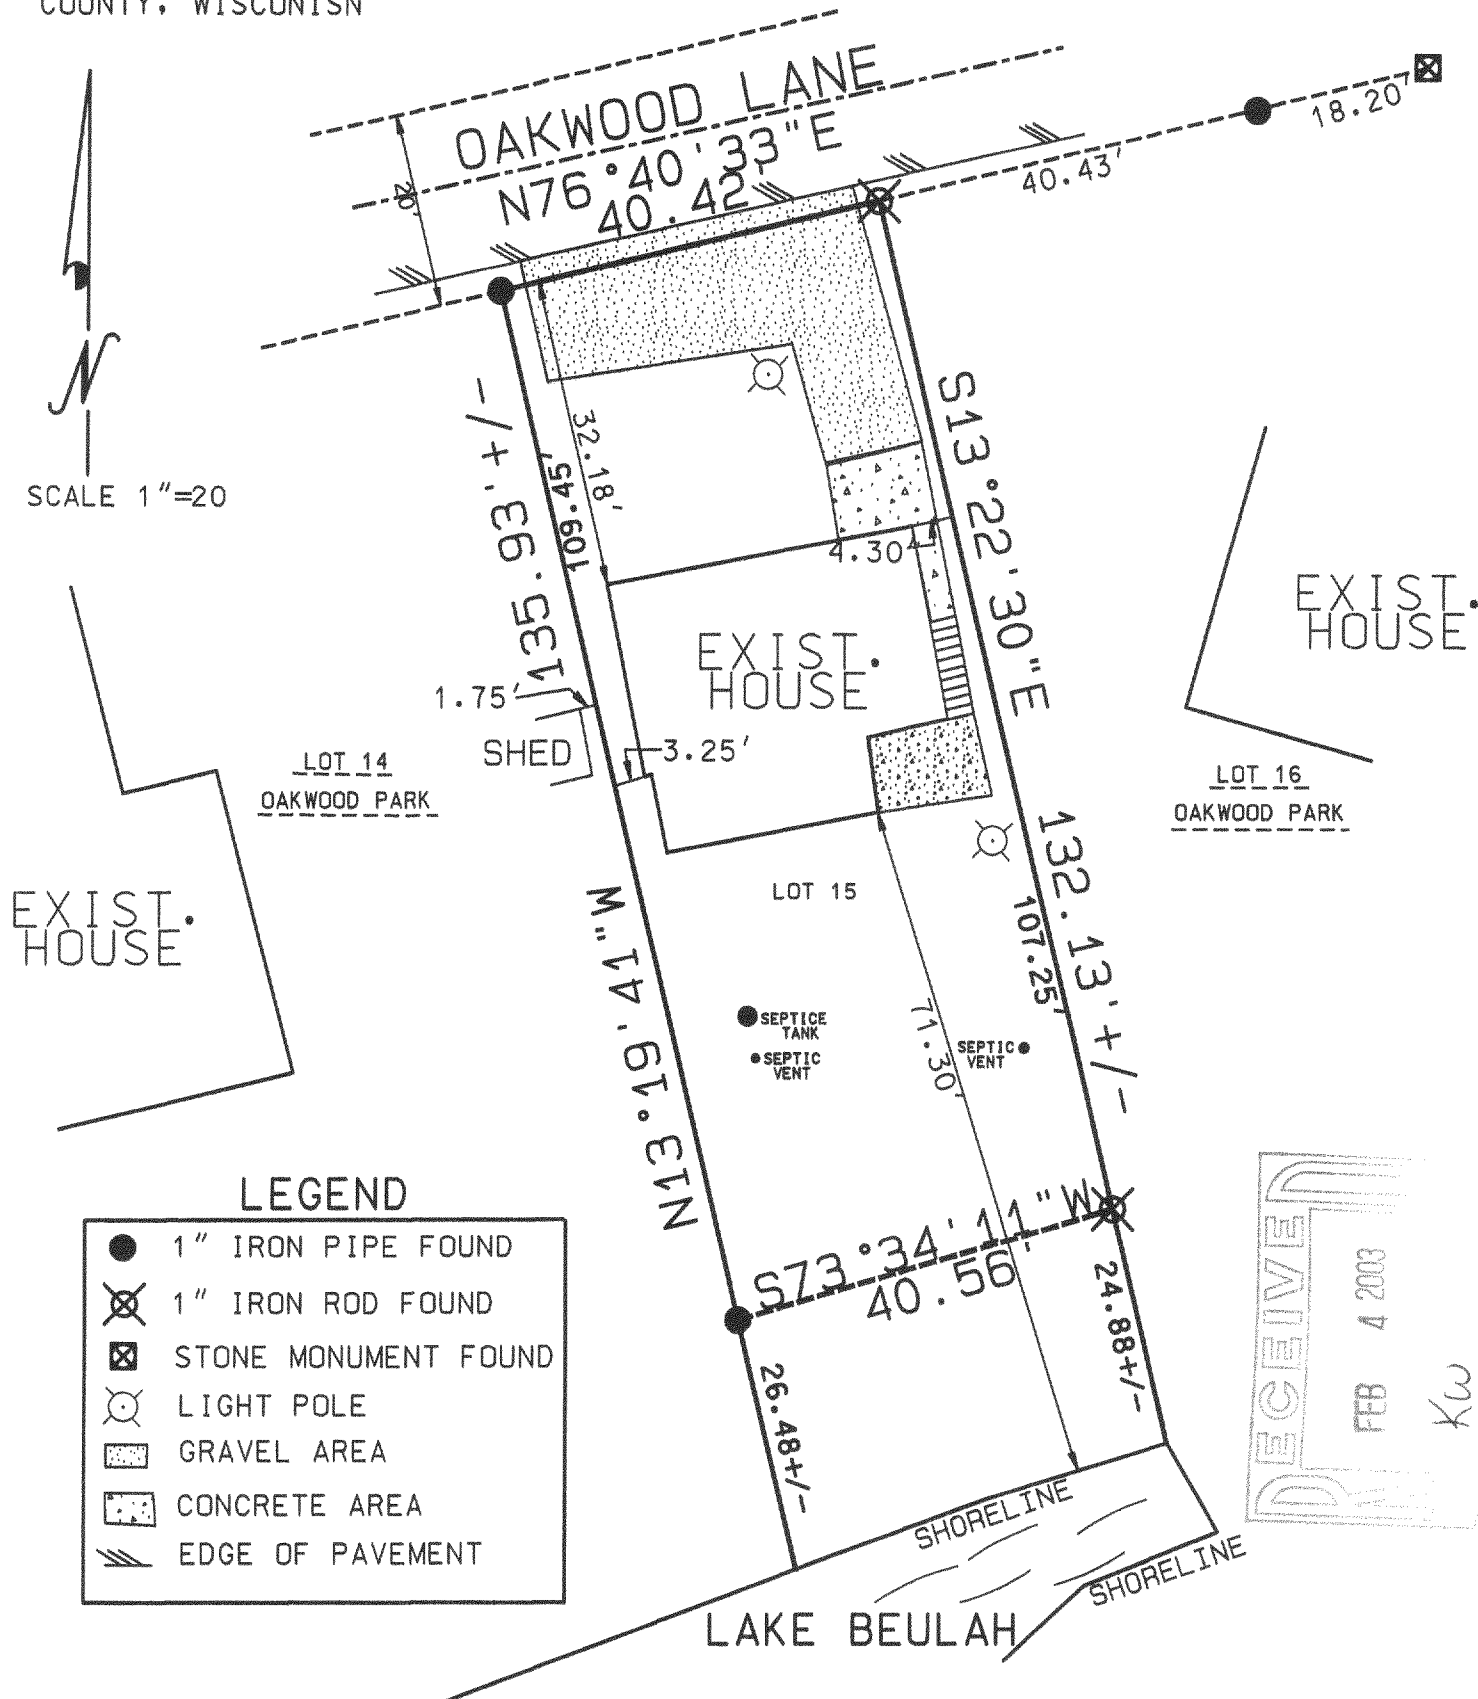 COUNTY, WISCONISN
OAKWOOD LANE
N76°40'33"E
40.42'
20'
40.43'
18.20'
SCALE 1"=20
135.93'+/-
109.45'
32.18'
N13°19'41"W
S13°22'30"E
132.13'+/-
107.25'
4.30'
EXIST.
HOUSE
EXIST.
HOUSE
1.75'
SHED
3.25'
LOT 14
OAKWOOD PARK
LOT 16
OAKWOOD PARK
EXIST.
HOUSE
LOT 15
SEPTICE
TANK
SEPTIC
VENT
SEPTIC
VENT
71.30'
S73°34'11"W
40.56'
26.48+/-
24.88+/-
SHORELINE
SHORELINE
LAKE BEULAH
LEGEND
1" IRON PIPE FOUND
1" IRON ROD FOUND
STONE MONUMENT FOUND
LIGHT POLE
GRAVEL AREA
CONCRETE AREA
EDGE OF PAVEMENT
DECEIVE
FEB 4 2003
KW